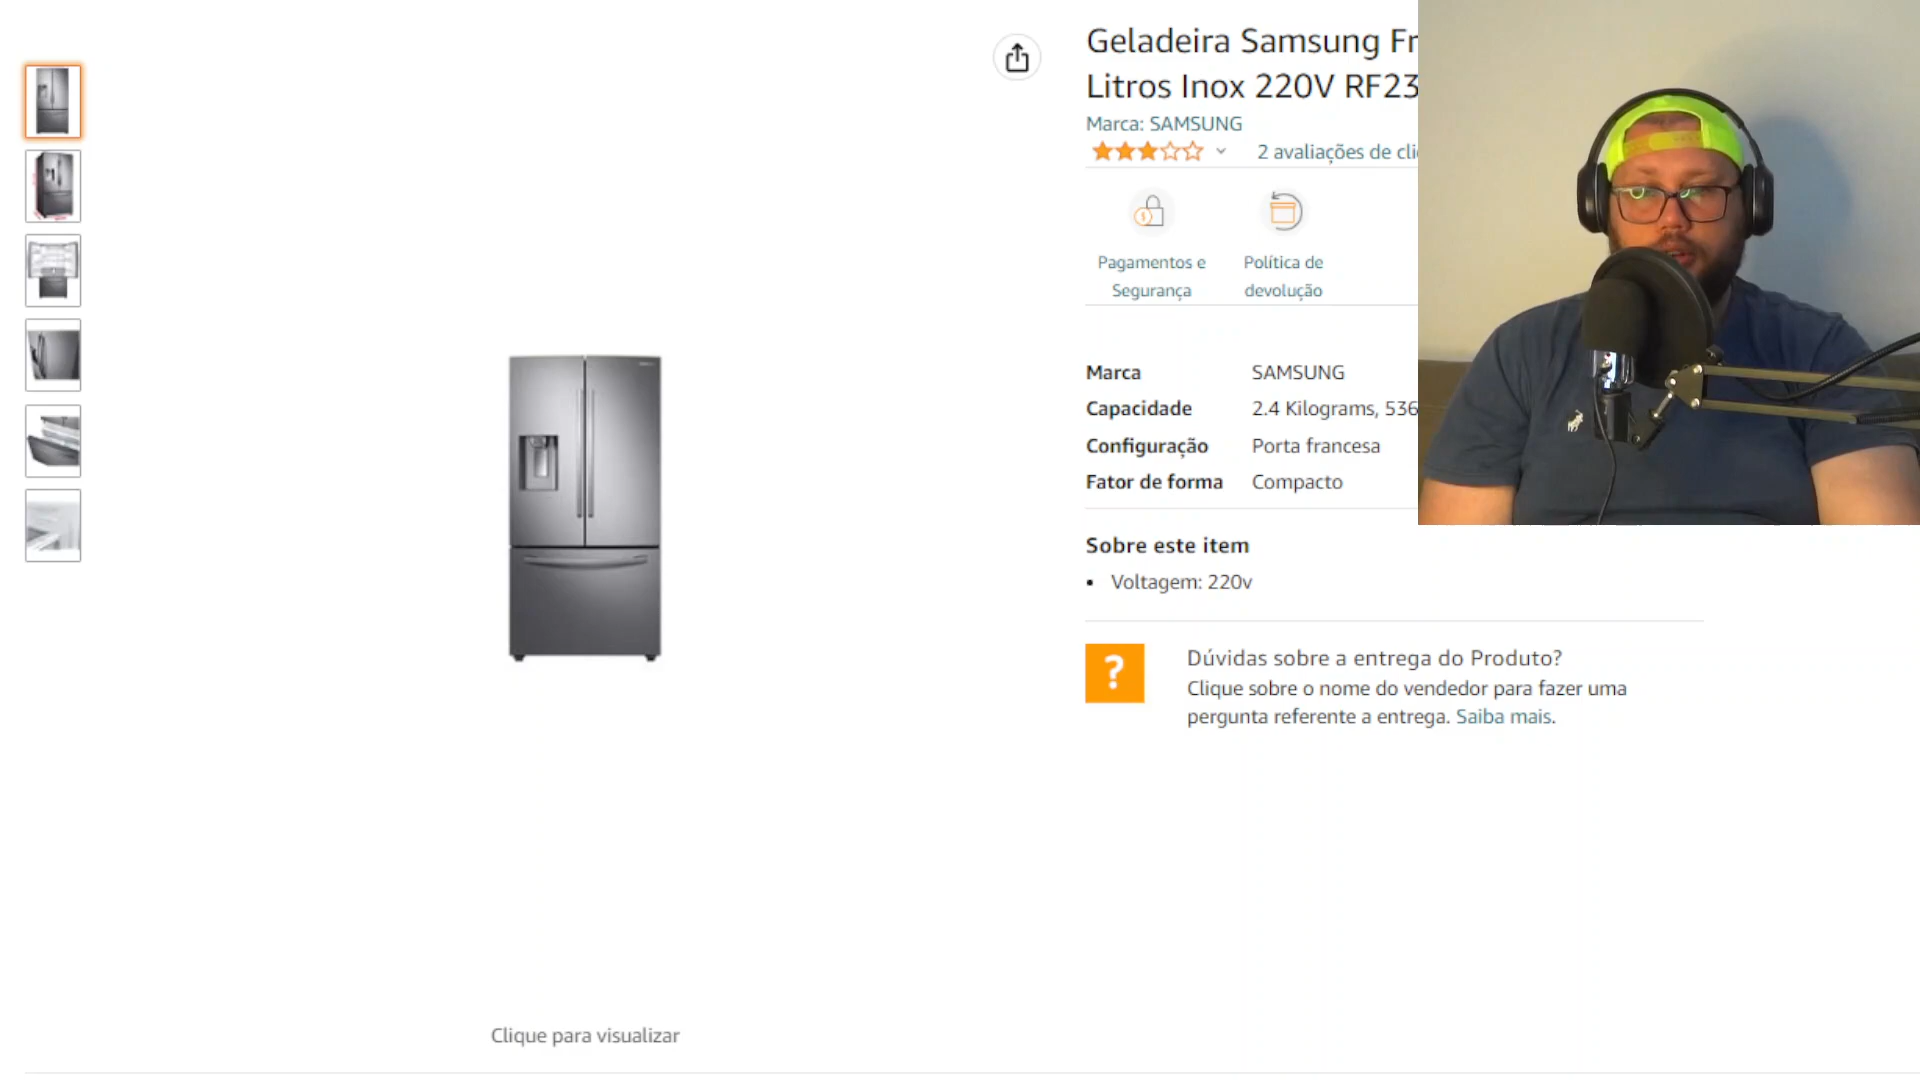 Geladeira Samsung
Litros Inox 220V RF23
Marca: SAMSUNG
2 avaliações de
Pagamentos e
Segurança
Política de
devolução
Marca SAMSUNG
Capacidade 2.4 Kilograms, 536
Configuração Porta francesa
Fator de forma Compacto
Sobre este item
• Voltagem: 220v
?
Dúvidas sobre a entrega do Produto?
Clique sobre o nome do vendedor para fazer uma
pergunta referente a entrega. Saiba mais.
Clique para visualizar